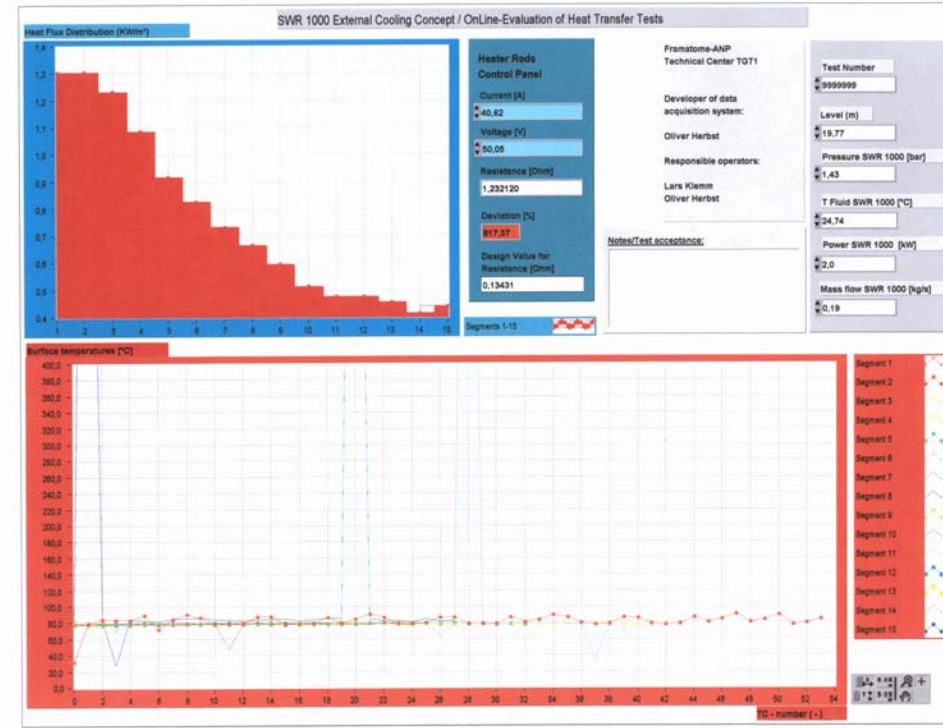 SWR 1000 External Cooling Concept / OnLine-Evaluation of Heat Transfer Tests
Heat Flux Distribution (KW/m²)
1,4
1,3
1,2
1,1
1,0
0,9
0,8
0,7
0,6
0,5
0,4
1 2 3 4 5 6 7 8 9 10 11 12 13 14 15
Heater Rods
Control Panel
Current [A]
40,62
Voltage [V]
50,05
Resistance [Ohm]
1,232120
Deviation [%]
817,37
Design Value for
Resistance [Ohm]
0,13431
Segments 1-15
Framatome-ANP
Technical Center TGT1
Developer of data
acquisition system:
Oliver Herbst
Responsible operators:
Lars Klemm
Oliver Herbst
Notes/Test acceptance:
Test Number
9999999
Level (m)
19,77
Pressure SWR 1000 [bar]
1,43
T Fluid SWR 1000 [°C]
24,74
Power SWR 1000 [kW]
2,0
Mass flow SWR 1000 [kg/s]
0,19
Surface temperatures [°C]
400,0
380,0
360,0
340,0
320,0
300,0
280,0
260,0
240,0
220,0
200,0
180,0
160,0
140,0
120,0
100,0
80,0
60,0
40,0
20,0
0,0
0 2 4 6 8 10 12 14 16 18 20 22 24 26 28 30 32 34 36 38 40 42 44 46 48 50 52 54
TC - number ( - )
Segment 1
Segment 2
Segment 3
Segment 4
Segment 5
Segment 6
Segment 7
Segment 8
Segment 9
Segment 10
Segment 11
Segment 12
Segment 13
Segment 14
Segment 15